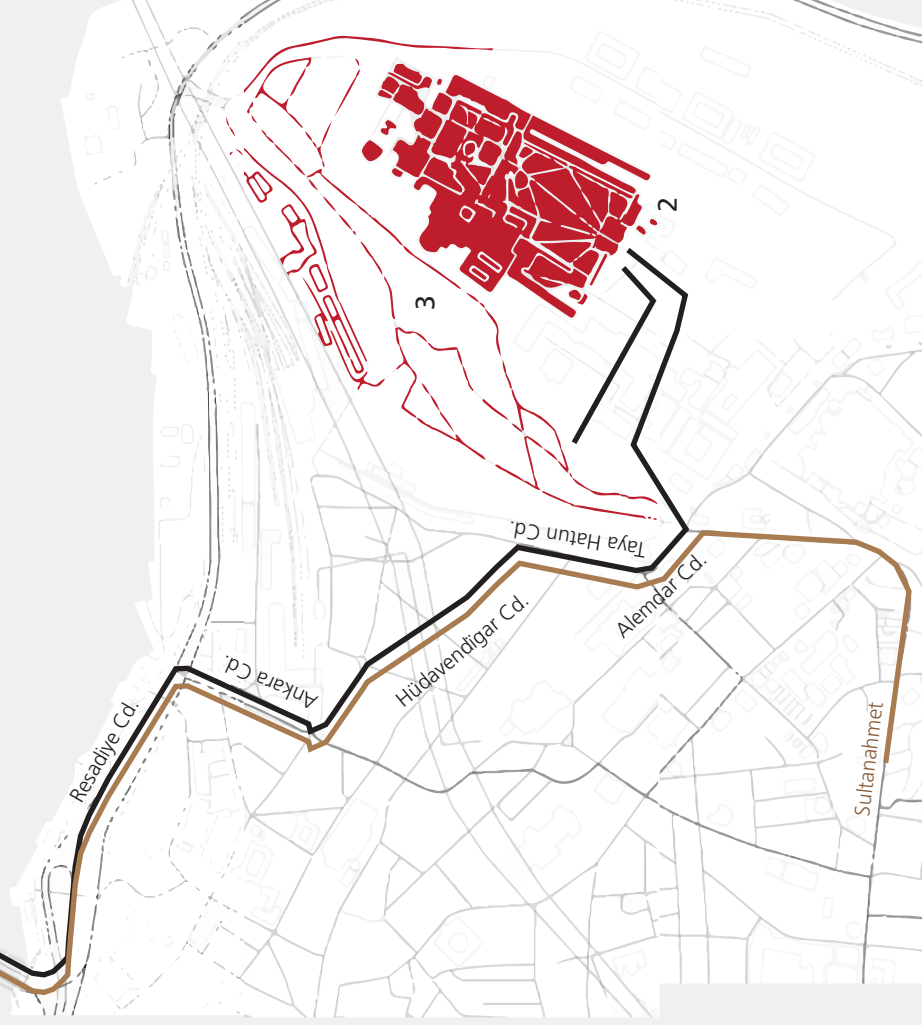 2
3
Taya Hatun Cd.
Alemdar Cd.
Hüdavendigar Cd.
Ankara Cd.
Resadiye Cd.
Sultanahmet